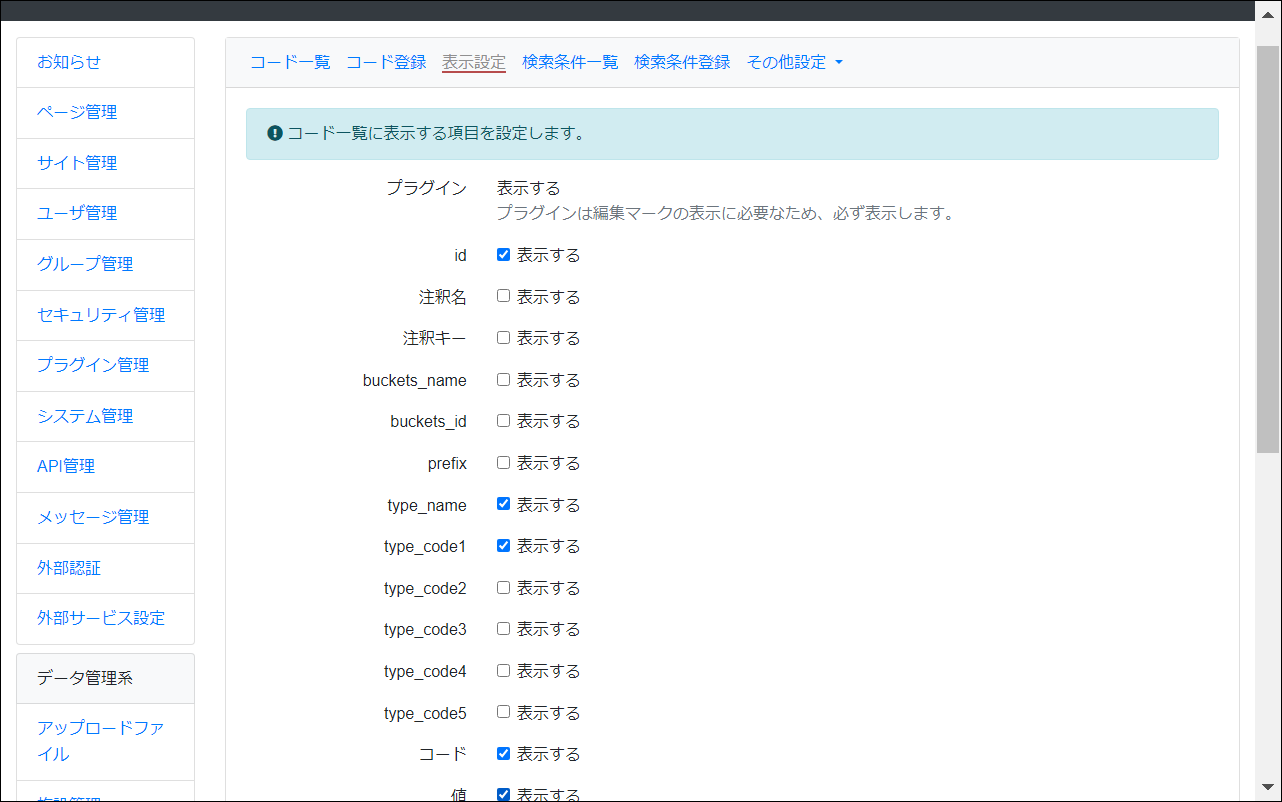 お知らせ
ページ管理
サイト管理
ユーザ管理
グループ管理
セキュリティ管理
プラグイン管理
システム管理
API管理
メッセージ管理
外部認証
外部サービス設定
データ管理系
アップロードファ
イル
コード一覧 コード登録 表示設定 検索条件一覧 検索条件登録 その他設定
コード一覧に表示する項目を設定します。
プラグイン 表示する
プラグインは編集マークの表示に必要なため、必ず表示します。
id 表示する
注釈名 表示する
注釈キー 表示する
buckets_name 表示する
buckets_id 表示する
prefix 表示する
type_name 表示する
type_code1 表示する
type_code2 表示する
type_code3 表示する
type_code4 表示する
type_code5 表示する
コード 表示する
値 表示する